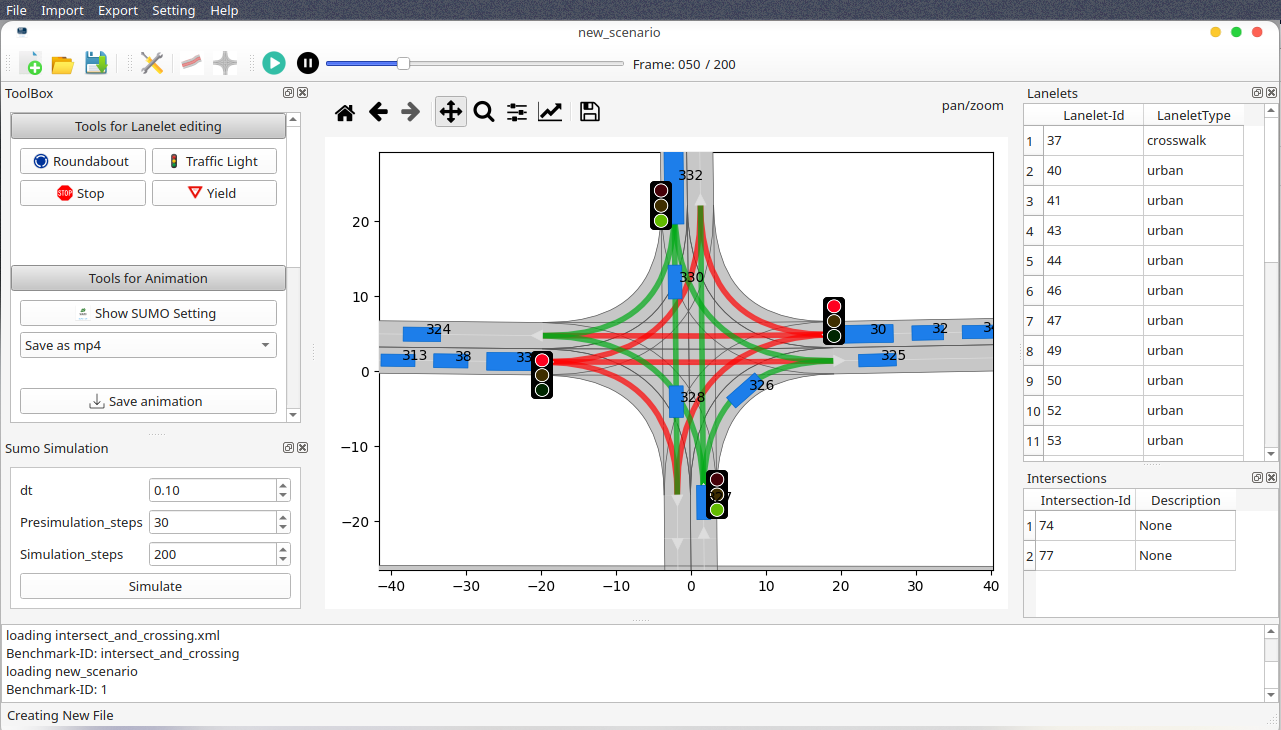 File Import Export Setting Help
new_scenario
Frame: 050 / 200
ToolBox
Tools for Lanelet editing
Roundabout Traffic Light
STOP Stop Yield
Tools for Animation
Show SUMO Setting
Save as mp4
Save animation
Sumo Simulation
dt 0.10
Presimulation_steps 30
Simulation_steps 200
Simulate
pan/zoom
332
20
330
10
324 30 32
313 38 325
0
326
328
−10
−20
−40 −30 −20 −10 0 10 20 30 40
Lanelets
Lanelet-Id LaneletType
1 37 crosswalk
2 40 urban
3 41 urban
4 43 urban
5 44 urban
6 46 urban
7 47 urban
8 49 urban
9 50 urban
10 52 urban
11 53 urban
Intersections
Intersection-Id Description
1 74 None
2 77 None
loading intersect_and_crossing.xml
Benchmark-ID: intersect_and_crossing
loading new_scenario
Benchmark-ID: 1
Creating New File